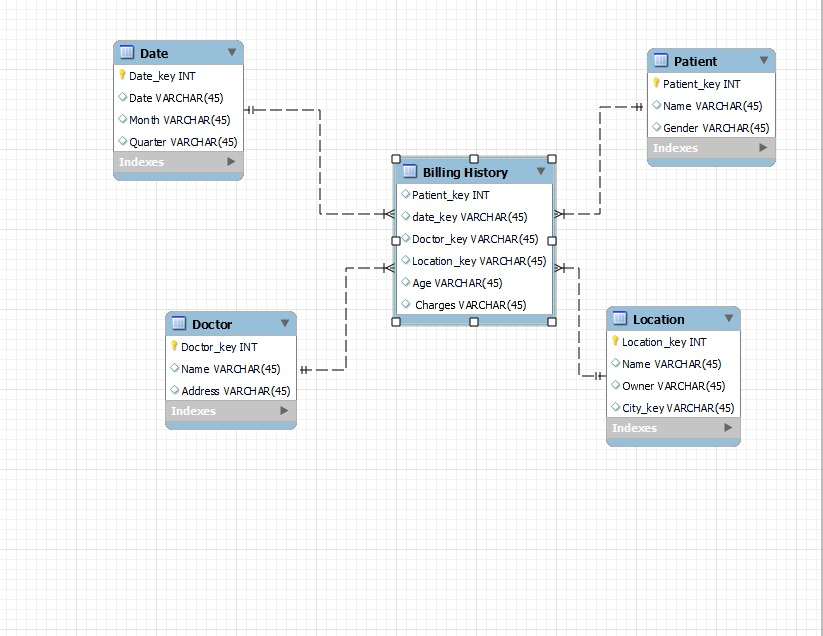 Date
Date_key INT
Date VARCHAR(45)
Month VARCHAR(45)
Quarter VARCHAR(45)
Indexes
Patient
Patient_key INT
Name VARCHAR(45)
Gender VARCHAR(45)
Indexes
Billing History
Patient_key INT
date_key VARCHAR(45)
Doctor_key VARCHAR(45)
Location_key VARCHAR(45)
Age VARCHAR(45)
Charges VARCHAR(45)
Doctor
Doctor_key INT
Name VARCHAR(45)
Address VARCHAR(45)
Indexes
Location
Location_key INT
Name VARCHAR(45)
Owner VARCHAR(45)
City_key VARCHAR(45)
Indexes